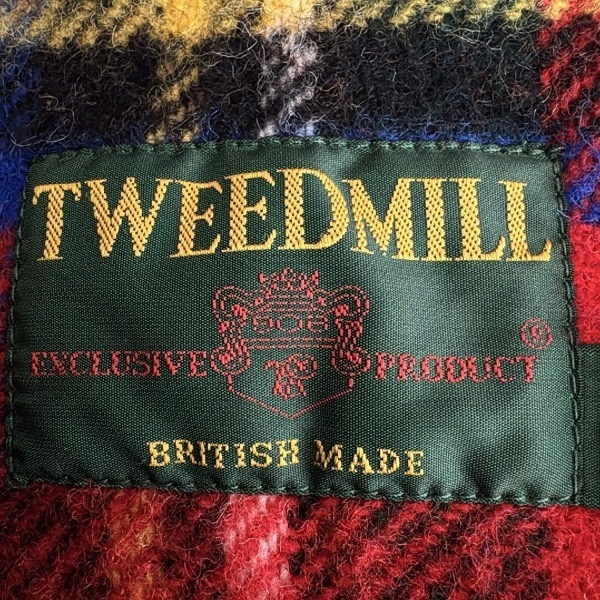 TWEEDMILL
EXCLUSIVE PRODUCT ®
BRITISH MADE